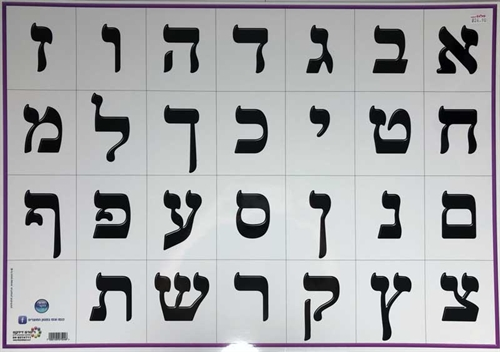 א ב ג ד ה ו ז
ח ט י כ ך ל מ
ם נ ן ס ע פ ף
צ ץ ק ר ש ת